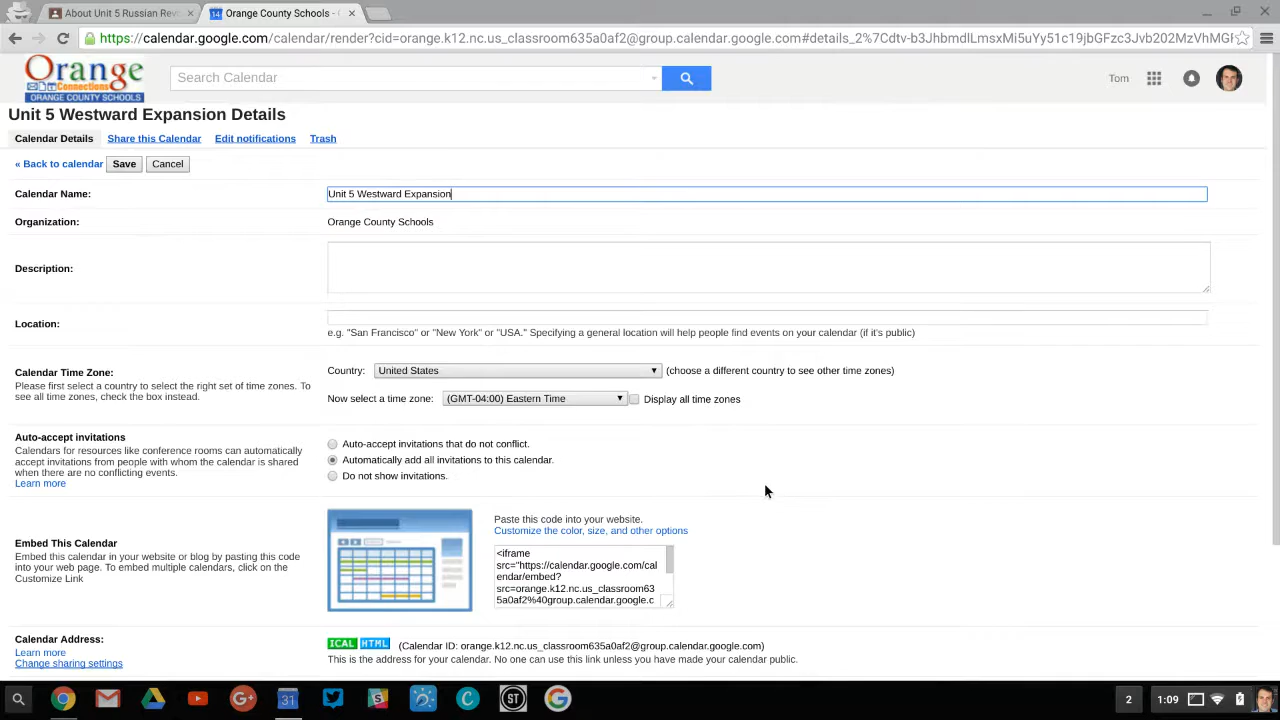 About Unit 5 Russian Rev
Orange County Schools -
https://calendar.google.com/calendar/render?cid=orange.k12.nc.us_classroom635a0af2@group.calendar.google.com#details_2%7Cdtv-b3JhbmdlLmsxMi5uYy51c19jbGFzc3Jvb202MzVhMGF
Orange
Connections
ORANGE COUNTY SCHOOLS
Search Calendar
Tom
Unit 5 Westward Expansion Details
Calendar Details Share this Calendar Edit notifications Trash
« Back to calendar Save Cancel
Calendar Name: Unit 5 Westward Expansion
Organization: Orange County Schools
Description:
Location:
e.g. "San Francisco" or "New York" or "USA." Specifying a general location will help people find events on your calendar (if it's public)
Calendar Time Zone:
Please first select a country to select the right set of time zones. To
see all time zones, check the box instead.
Country: United States (choose a different country to see other time zones)
Now select a time zone: (GMT-04:00) Eastern Time Display all time zones
Auto-accept invitations
Calendars for resources like conference rooms can automatically
accept invitations from people with whom the calendar is shared
when there are no conflicting events.
Learn more
Auto-accept invitations that do not conflict.
Automatically add all invitations to this calendar.
Do not show invitations.
Embed This Calendar
Embed this calendar in your website or blog by pasting this code
into your web page. To embed multiple calendars, click on the
Customize Link
Paste this code into your website.
Customize the color, size, and other options
<iframe
src="https://calendar.google.com/cal
endar/embed?
src=orange.k12.nc.us_classroom63
5a0af2%40group.calendar.google.c
Calendar Address:
Learn more
Change sharing settings
ICAL HTML (Calendar ID: orange.k12.nc.us_classroom635a0af2@group.calendar.google.com)
This is the address for your calendar. No one can use this link unless you have made your calendar public.
31
ST
2
1:09